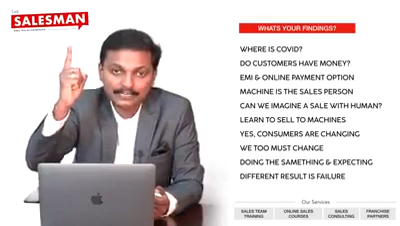 THE
SALESMAN
WHATS YOUR FINDINGS?
WHERE IS COVID?
DO CUSTOMERS HAVE MONEY?
EMI & ONLINE PAYMENT OPTION
MACHINE IS THE SALES PERSON
CAN WE IMAGINE A SALE WITH HUMAN?
LEARN TO SELL TO MACHINES
YES, CONSUMERS ARE CHANGING
WE TOO MUST CHANGE
DOING THE SAMETHING & EXPECTING
DIFFERENT RESULT IS FAILURE
Our Services
SALES TEAM TRAINING
ONLINE SALES COURSES
SALES CONSULTING
FRANCHISE PARTNERS